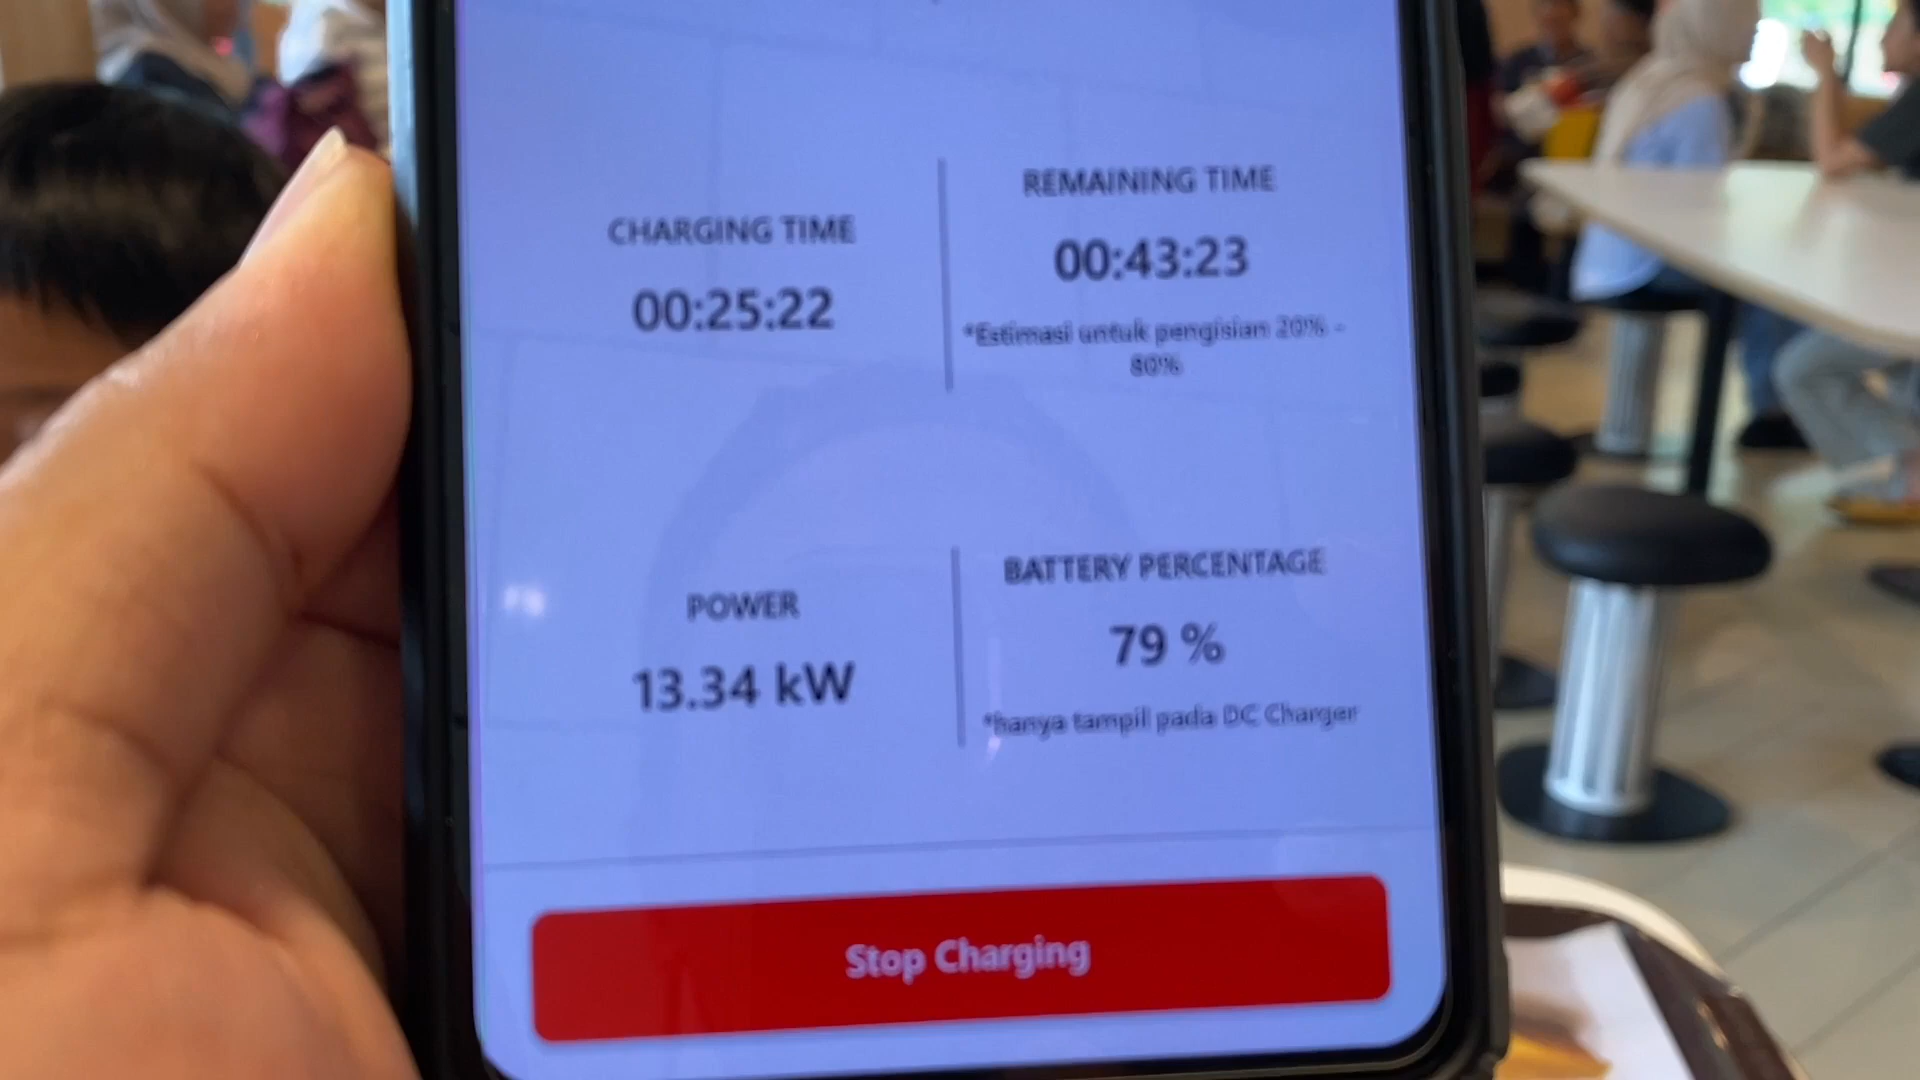 CHARGING TIME
00:25:22
REMAINING TIME
00:43:23
*Estimasi untuk pengisian 20% -
80%
POWER
13.34 kW
BATTERY PERCENTAGE
79 %
*hanya tampil pada DC Charger
Stop Charging